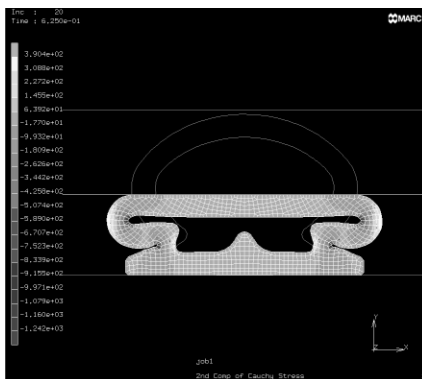 Inc : 20
Time : 6.250e-01
MARC
3.904e+02
3.088e+02
2.272e+02
1.455e+02
6.392e+01
-1.770e+01
-9.932e+01
-1.809e+02
-2.626e+02
-3.442e+02
-4.258e+02
-5.074e+02
-5.890e+02
-6.707e+02
-7.523e+02
-8.339e+02
-9.155e+02
-9.971e+02
-1.079e+03
-1.160e+03
-1.242e+03
Y
Z X
job1
2nd Comp of Cauchy Stress